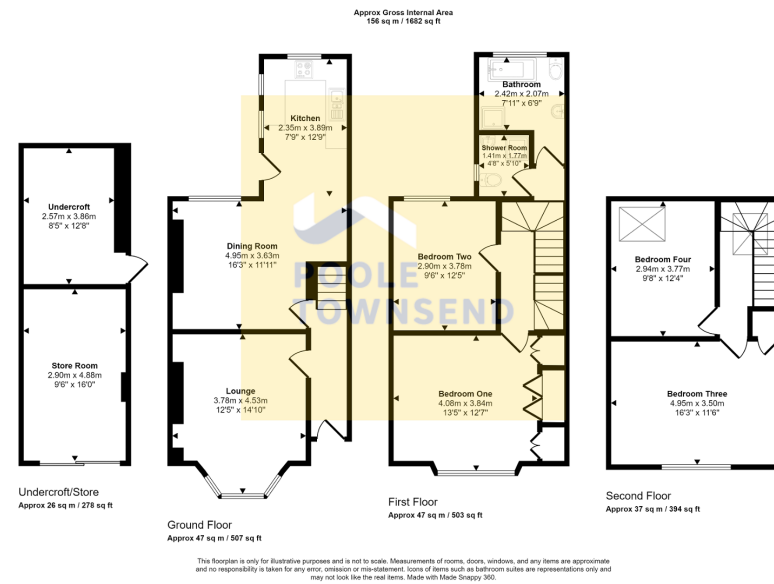 Approx Gross Internal Area
156 sq m / 1682 sq ft
Bathroom
2.42m x 2.07m
7'11" x 6'9"
Kitchen
2.35m x 3.89m
7'9" x 12'9"
Shower Room
1.41m x 1.77m
4'8" x 5'10"
Undercroft
2.57m x 3.86m
8'5" x 12'8"
Dining Room
4.95m x 3.63m
16'3" x 11'11"
Bedroom Two
2.90m x 3.78m
9'6" x 12'5"
Bedroom Four
2.94m x 3.77m
9'8" x 12'4"
POOLE
TOWNSEND
Store Room
2.90m x 4.88m
9'6" x 16'0"
Lounge
3.78m x 4.53m
12'5" x 14'10"
Bedroom One
4.08m x 3.84m
13'5" x 12'7"
Bedroom Three
4.95m x 3.50m
16'3" x 11'6"
Undercroft/Store
Approx 26 sq m / 278 sq ft
Ground Floor
Approx 47 sq m / 507 sq ft
First Floor
Approx 47 sq m / 503 sq ft
Second Floor
Approx 37 sq m / 394 sq ft
This floorplan is only for illustrative purposes and is not to scale. Measurements of rooms, doors, windows, and any items are approximate
and no responsibility is taken for any error, omission or mis-statement. Icons of items such as bathroom suites are representations only and
may not look like the real items. Made with Made Snappy 360.